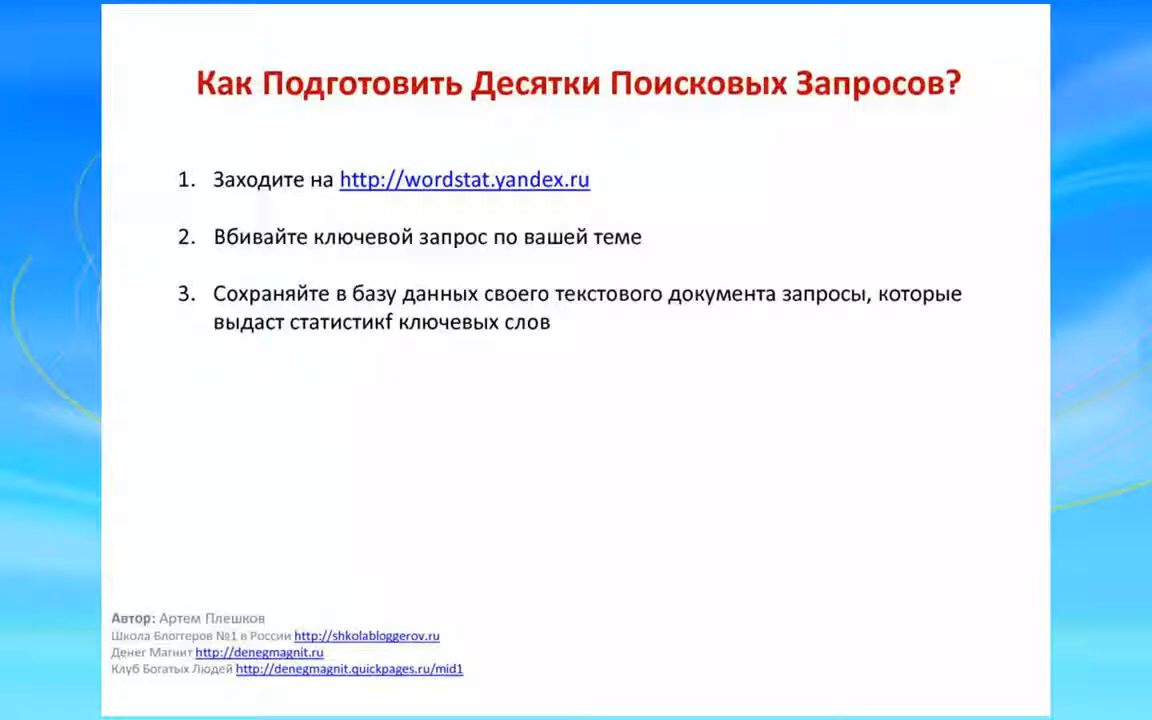 Как Подготовить Десятки Поисковых Запросов?
1. Заходите на http://wordstat.yandex.ru
2. Вбивайте ключевой запрос по вашей теме
3. Сохраняйте в базу данных своего текстового документа запросы, которые
выдаст статистикf ключевых слов
Автор: Артем Плешков
Школа Блоггеров №1 в России http://shkolabloggerov.ru
Денег Магнит http://denegmagnit.ru
Клуб Богатых Людей http://denegmagnit.quickpages.ru/mid1